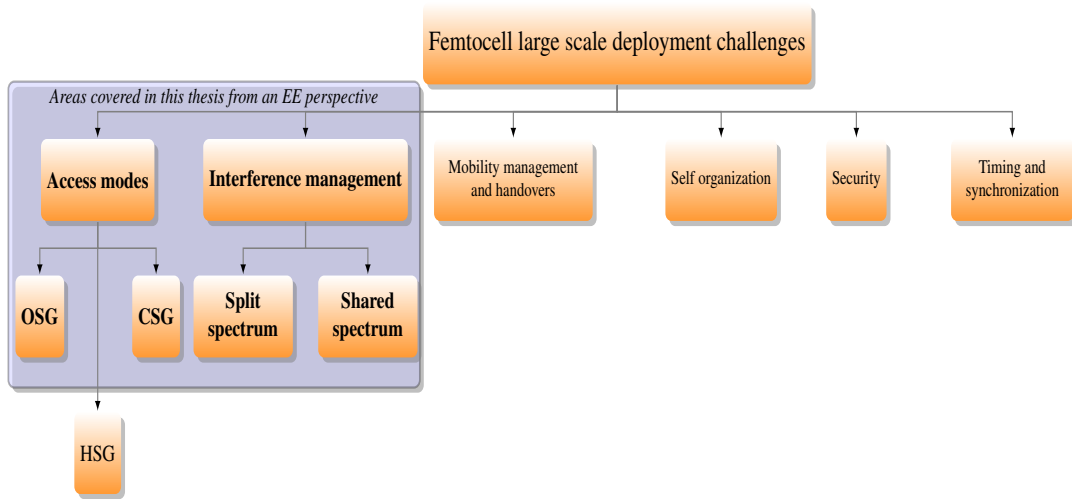 Femtocell large scale deployment challenges
Areas covered in this thesis from an EE perspective
Access modes
Interference management
Mobility management
and handovers
Self organization
Security
Timing and
synchronization
OSG
CSG
Split
spectrum
Shared
spectrum
HSG